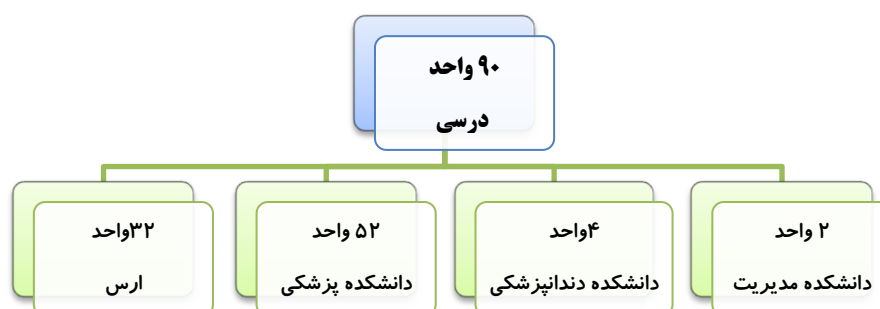 ۹۰ واحد
درسی
۲ واحد
دانشکده مدیریت
۴واحد
دانشکده دندانپزشکی
۵۲ واحد
دانشکده پزشکی
۳۲واحد
ارس